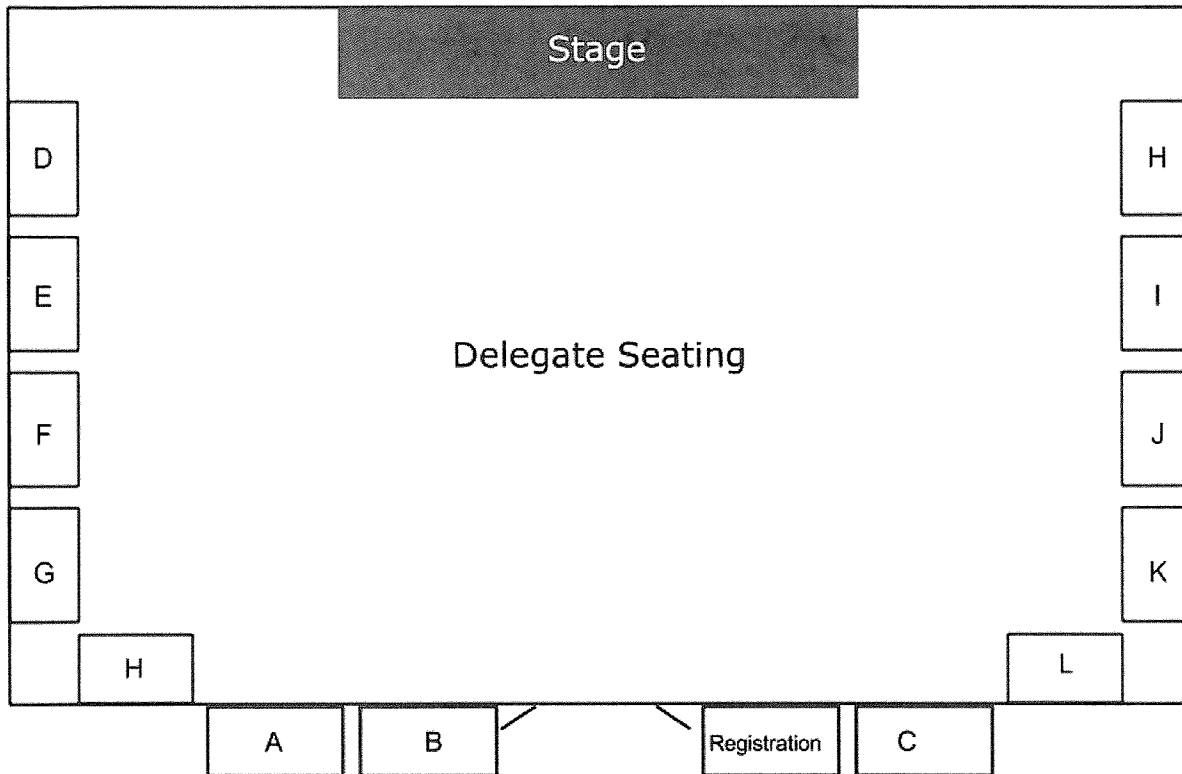 Stage
D
H
E
I
Delegate Seating
F
J
G
K
H
L
A
B
Registration
C